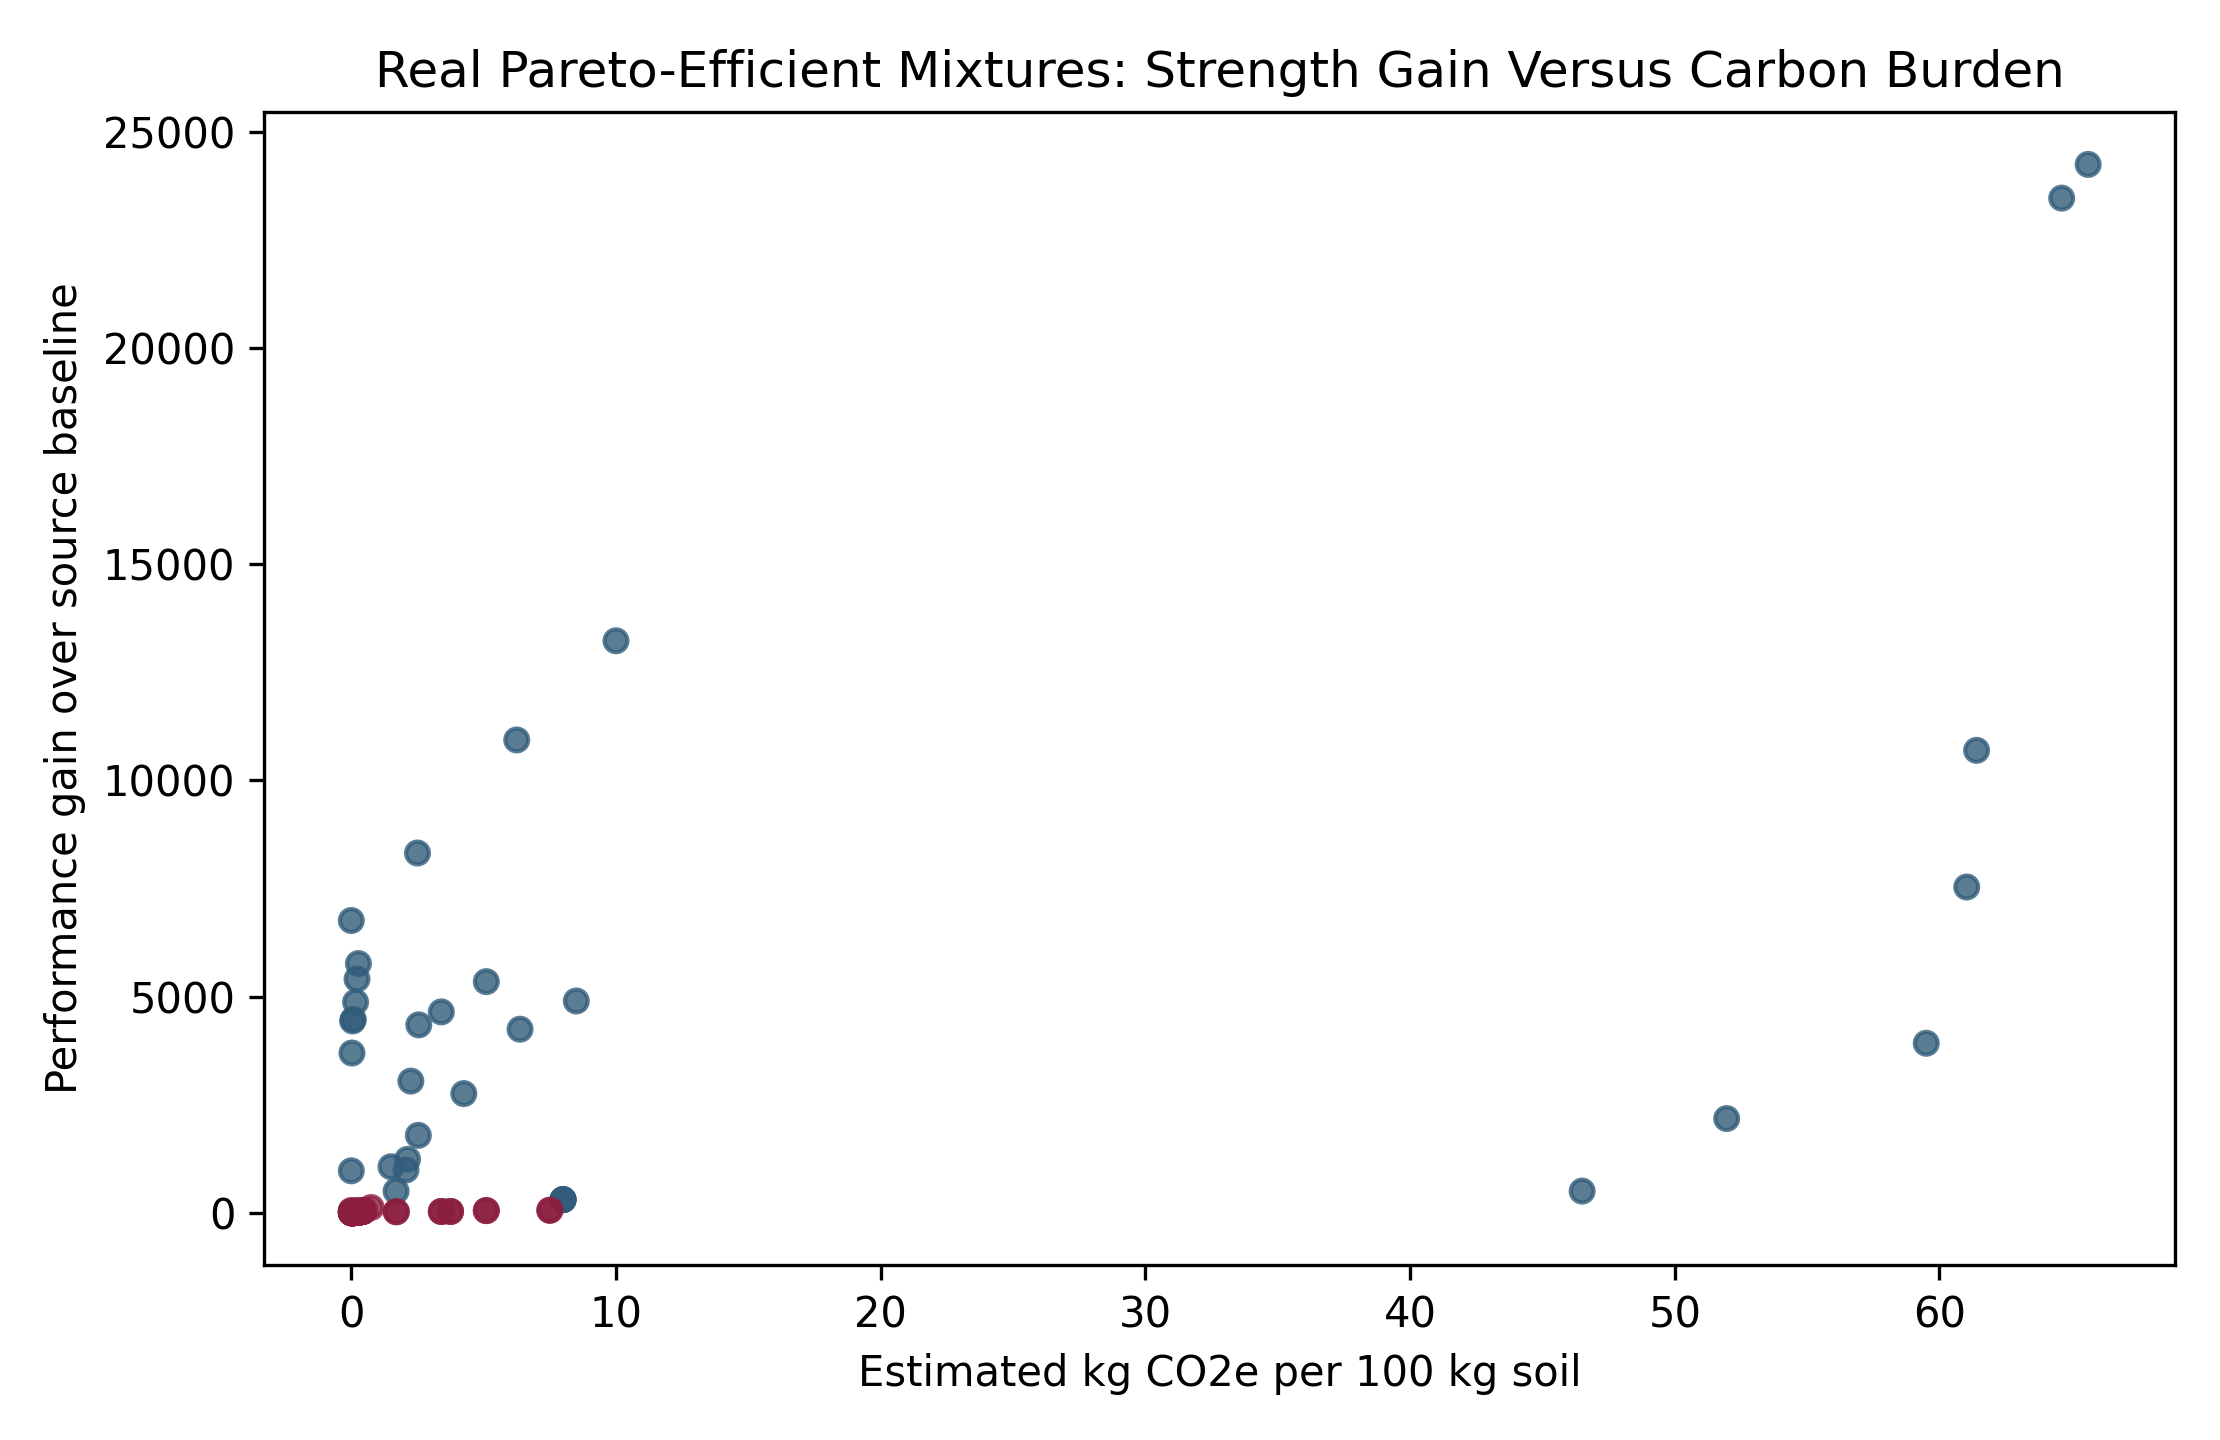 Real Pareto-Efficient Mixtures: Strength Gain Versus Carbon Burden
Performance gain over source baseline
25000
20000
15000
10000
5000
0
0 10 20 30 40 50 60
Estimated kg CO2e per 100 kg soil